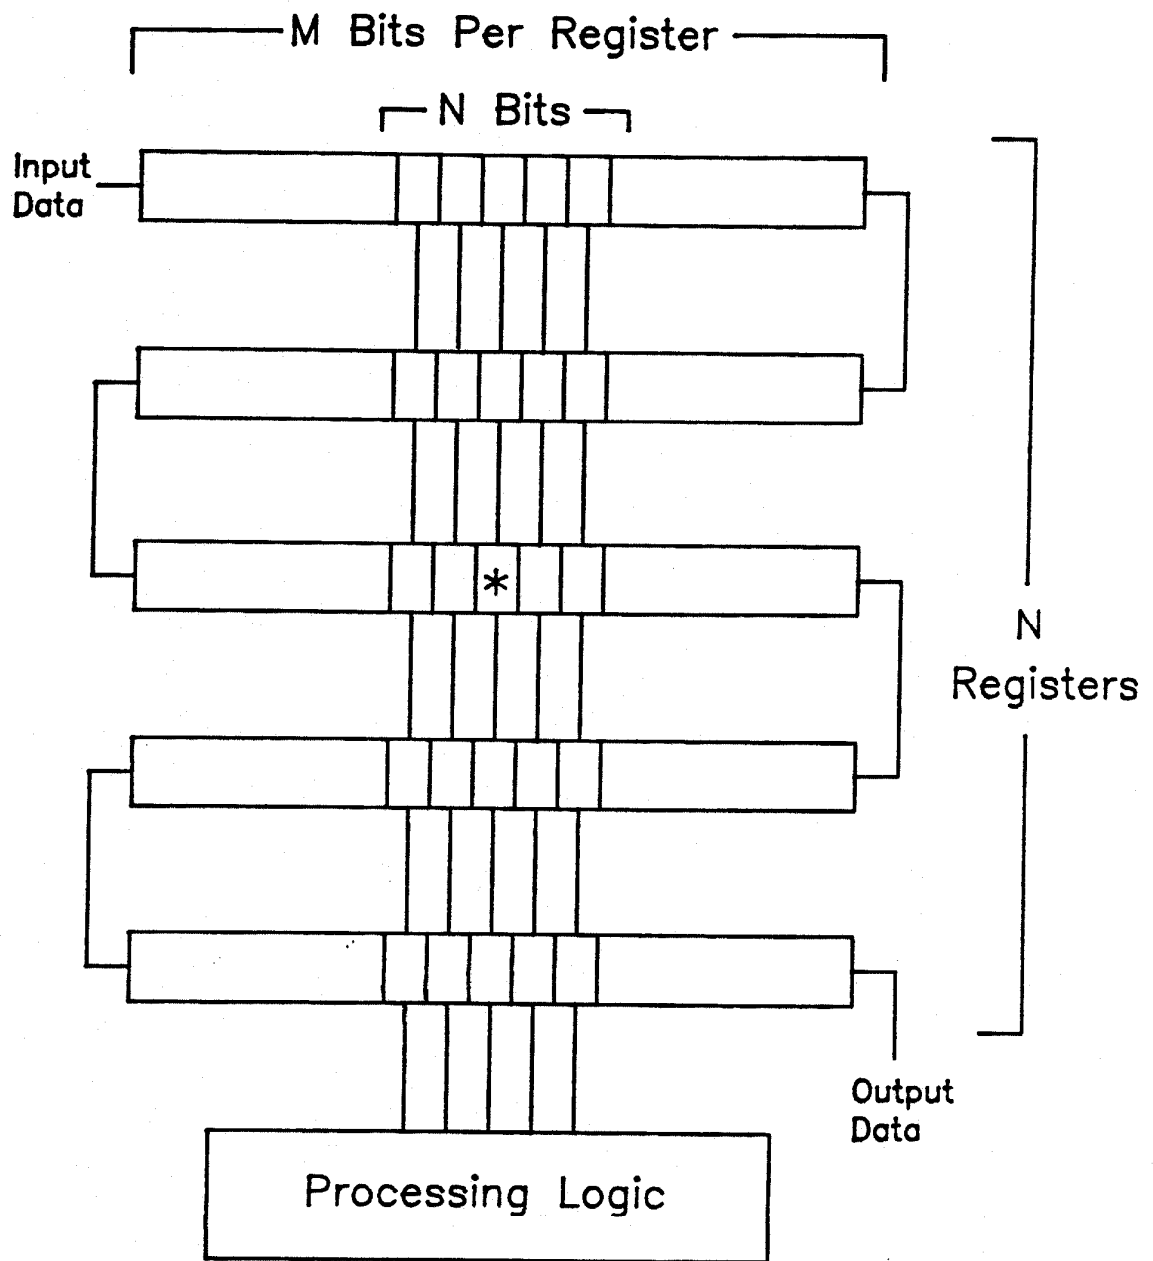 M Bits Per Register
N Bits
Input
Data
*
N
Registers
Output
Data
Processing Logic